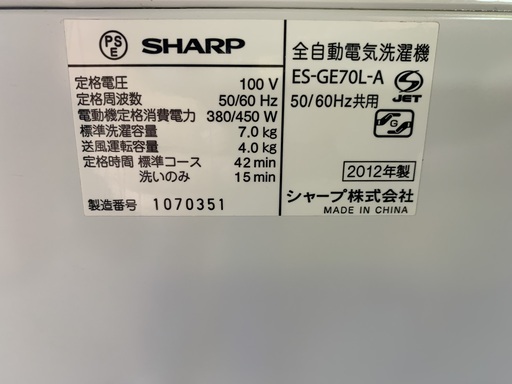 PS
E
SHARP
定格電圧 100 V
定格周波数 50/60 Hz
電動機定格消費電力 380/450 W
標準洗濯容量 7.0 kg
送風運転容量 4.0 kg
定格時間 標準コース 42 min
洗いのみ 15 min
製造番号 1070351
全自動電気洗濯機
ES-GE70L-A
JET
50/60Hz共用
G
2012年製
シャープ株式会社
MADE IN CHINA